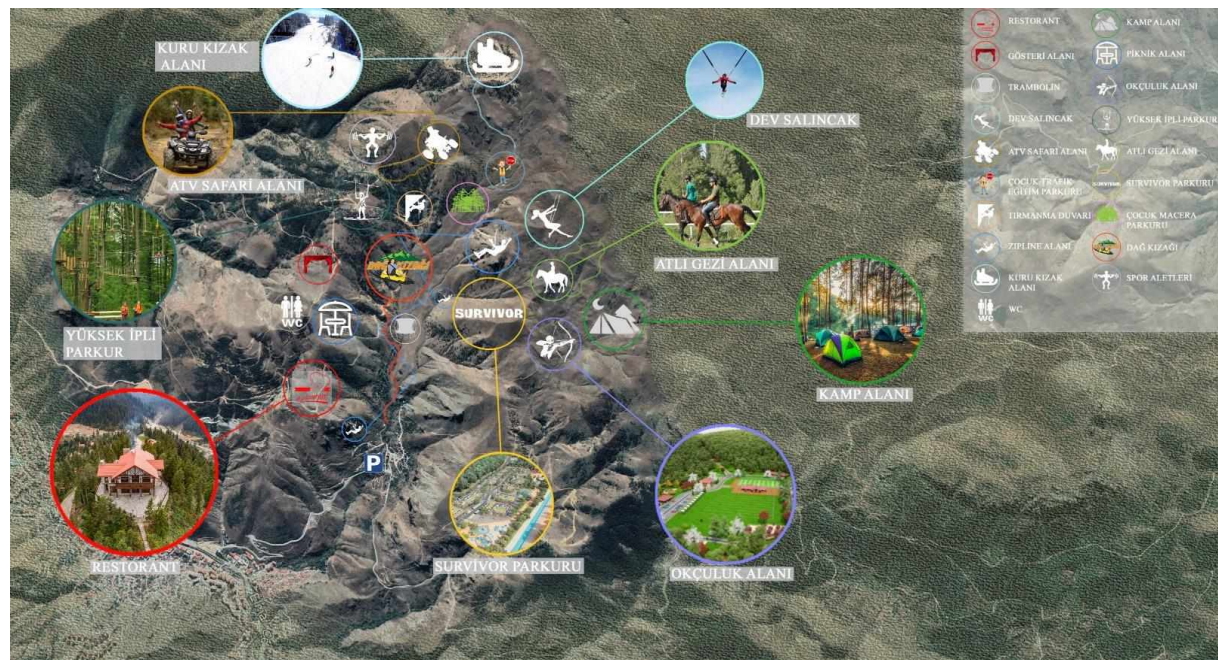 KURU KIZAK
ALANI
DEV SALINCAK
ATV SAFARİ ALANI
ATLI GEZİ ALANI
YÜKSEK İPLİ
PARKUR
WC
SURVIVOR
KAMP ALANI
P
RESTORANT
SURVİVOR PARKURU
OKÇULUK ALANI
RESTORANT
GÖSTERİ ALANI
TRAMBOLİN
DEV SALINCAK
ATV SAFARİ ALANI
ÇOCUK TRAFİK
EĞİTİM PARKURU
TIRMANMA DUVARI
ZIPLINE ALANI
KURU KIZAK
ALANI
WC
WC
KAMP ALANI
PİKNİK ALANI
OKÇULUK ALANI
YÜKSEK İPLİ PARKUR
ATLI GEZİ ALANI
SURVIVOR
SURVIVOR PARKURU
ÇOCUK MACERA
PARKURU
DAĞ KIZAĞI
SPOR ALETLERİ